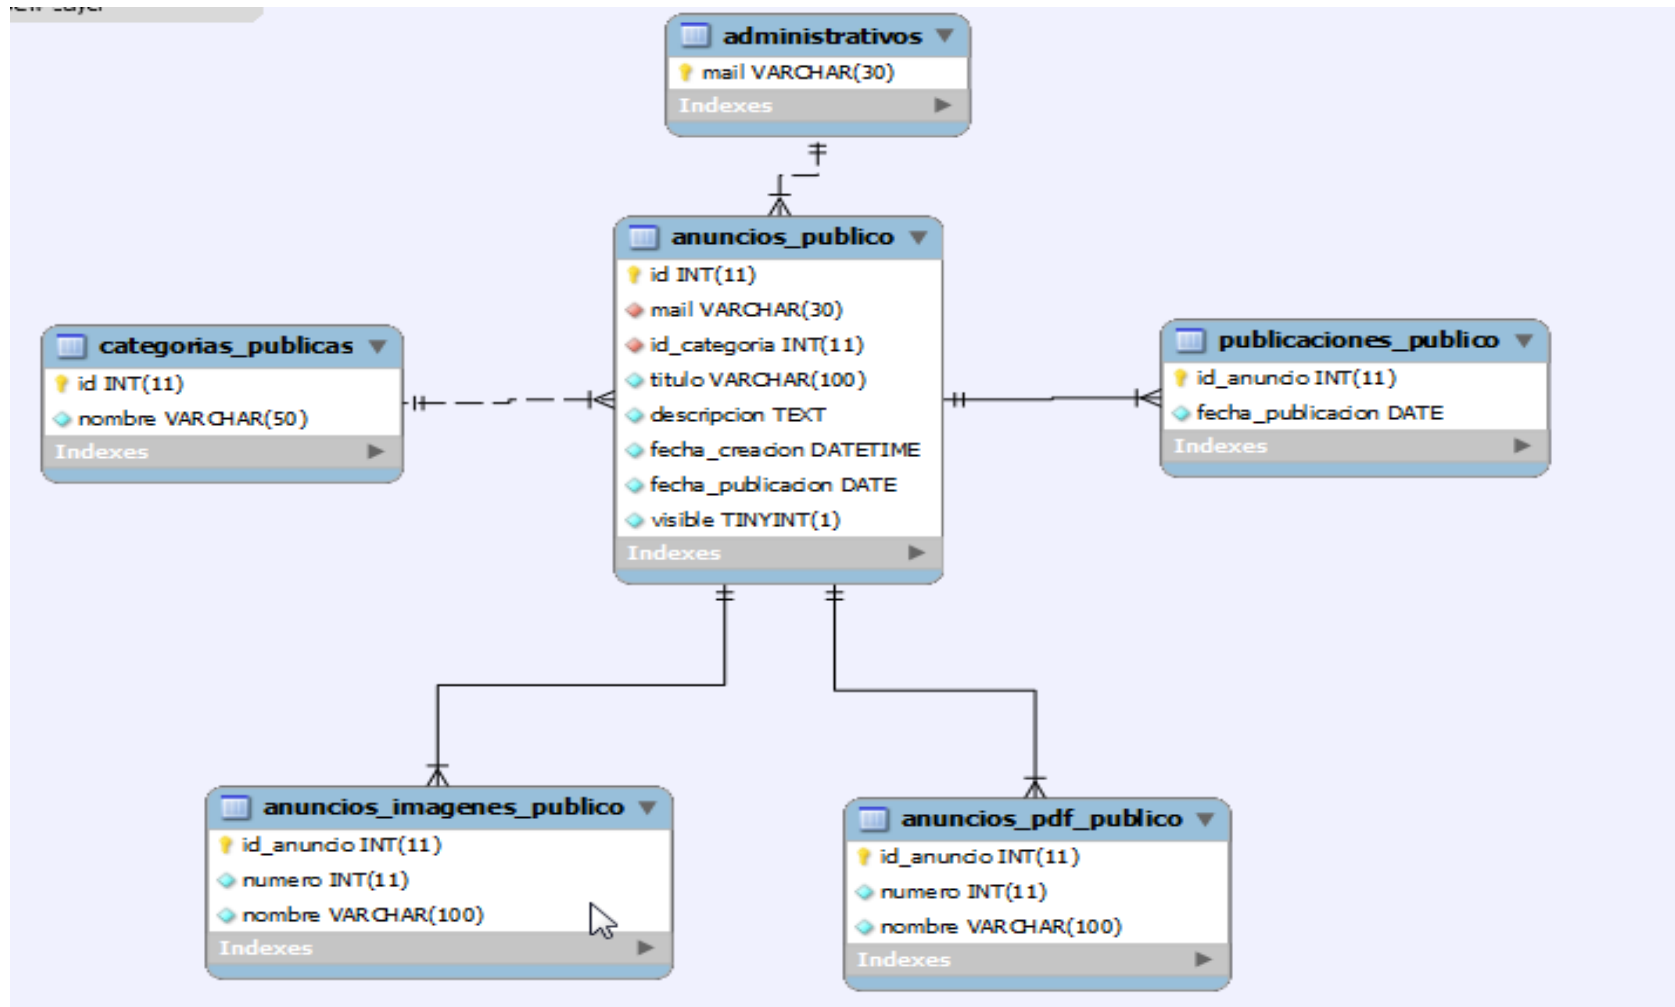 administrativos
mail VARCHAR(30)
Indexes
anuncios_publico
id INT(11)
mail VARCHAR(30)
id_categoria INT(11)
titulo VARCHAR(100)
descripcion TEXT
fecha_creacion DATETIME
fecha_publicacion DATE
visible TINYINT(1)
Indexes
categorias_publicas
id INT(11)
nombre VARCHAR(50)
Indexes
publicaciones_publico
id_anuncio INT(11)
fecha_publicacion DATE
Indexes
anuncios_imagenes_publico
id_anuncio INT(11)
numero INT(11)
nombre VARCHAR(100)
Indexes
anuncios_pdf_publico
id_anuncio INT(11)
numero INT(11)
nombre VARCHAR(100)
Indexes